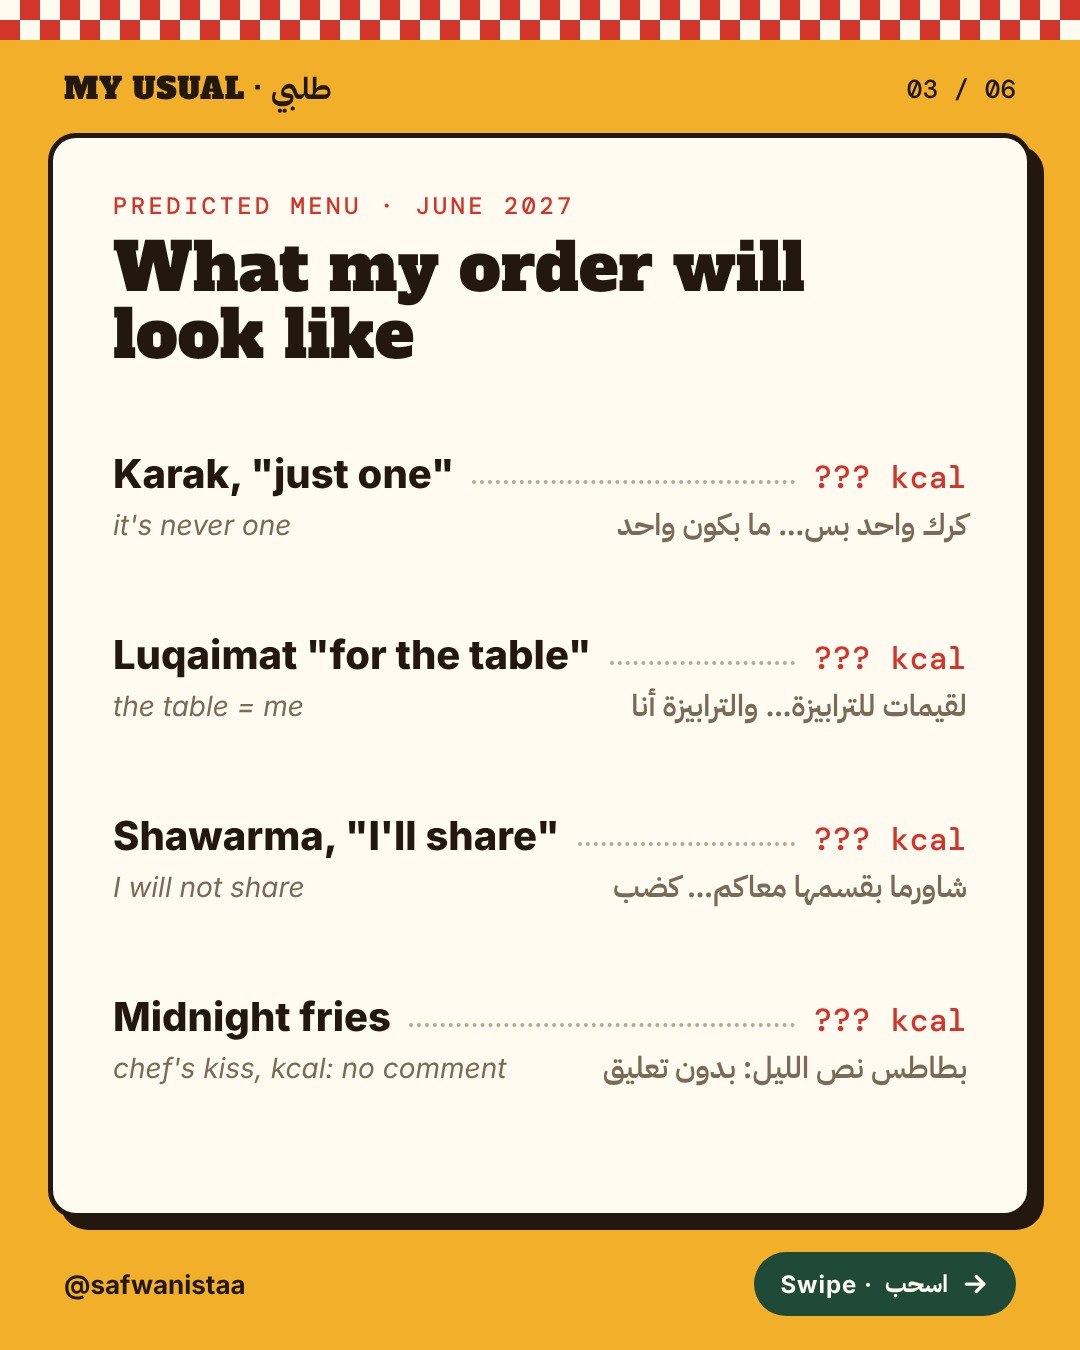 MY USUAL · طلبي
03 / 06
PREDICTED MENU · JUNE 2027
What my order will
look like
Karak, "just one" ??? kcal
it's never one
كرك واحد بس... ما بكون واحد
Luqaimat "for the table" ??? kcal
the table = me
لقيمات للترابيزة... والترابيزة أنا
Shawarma, "I'll share" ??? kcal
I will not share
شاورما بقسمها معاكم... كضب
Midnight fries ??? kcal
chef's kiss, kcal: no comment
بطاطس نص الليل: بدون تعليق
@safwanistaa
Swipe · اسحب →